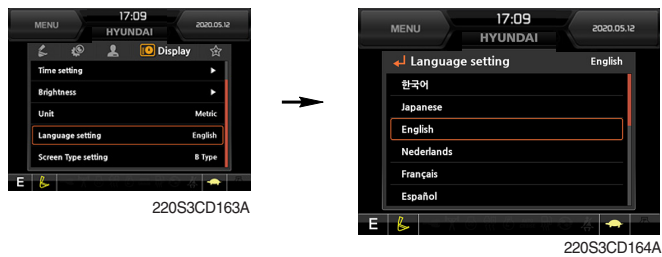 MENU
17:09
2020.05.12
HYUNDAI
Display
Time setting
Brightness
Unit Metric
Language setting English
Screen Type setting B Type
E
220S3CD163A
MENU
17:09
2020.05.12
HYUNDAI
Language setting English
한국어
Japanese
English
Nederlands
Français
Español
E
220S3CD164A